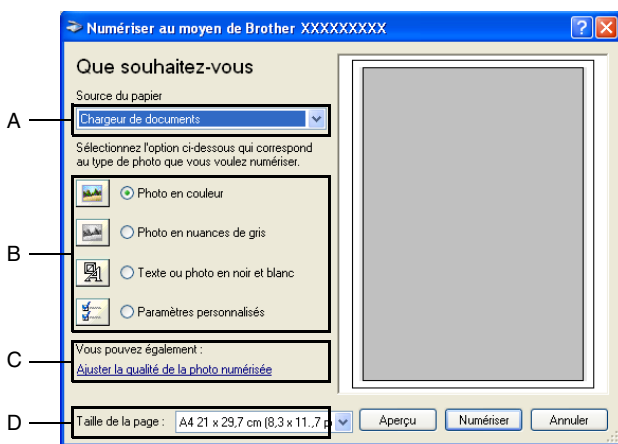 Numériser au moyen de Brother XXXXXXXXX
Que souhaitez-vous
Source du papier
A
Chargeur de documents
Sélectionnez l'option ci-dessous qui correspond
au type de photo que vous voulez numériser.
Photo en couleur
Photo en nuances de gris
B
Texte ou photo en noir et blanc
Paramètres personnalisés
Vous pouvez également :
C
Ajuster la qualité de la photo numérisée
D
Taille de la page : A4 21 x 29,7 cm (8,3 x 11.,7 p Aperçu Numériser Annuler